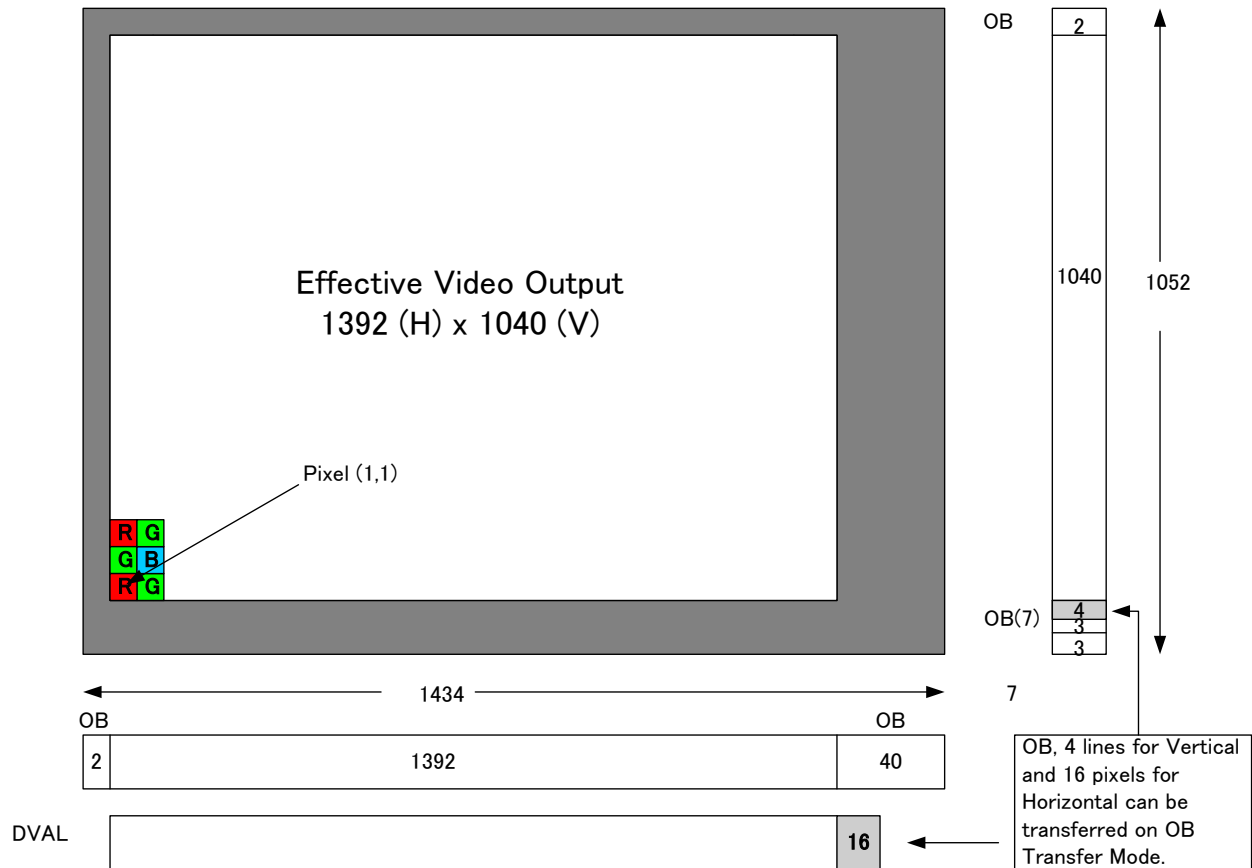 OB
2
Effective Video Output
1392 (H) x 1040 (V)
1040
1052
Pixel (1,1)
R G
G B
R G
OB(7)
4
3
3
1434
7
OB
OB
2
1392
40
DVAL
16
OB, 4 lines for Vertical
and 16 pixels for
Horizontal can be
transferred on OB
Transfer Mode.